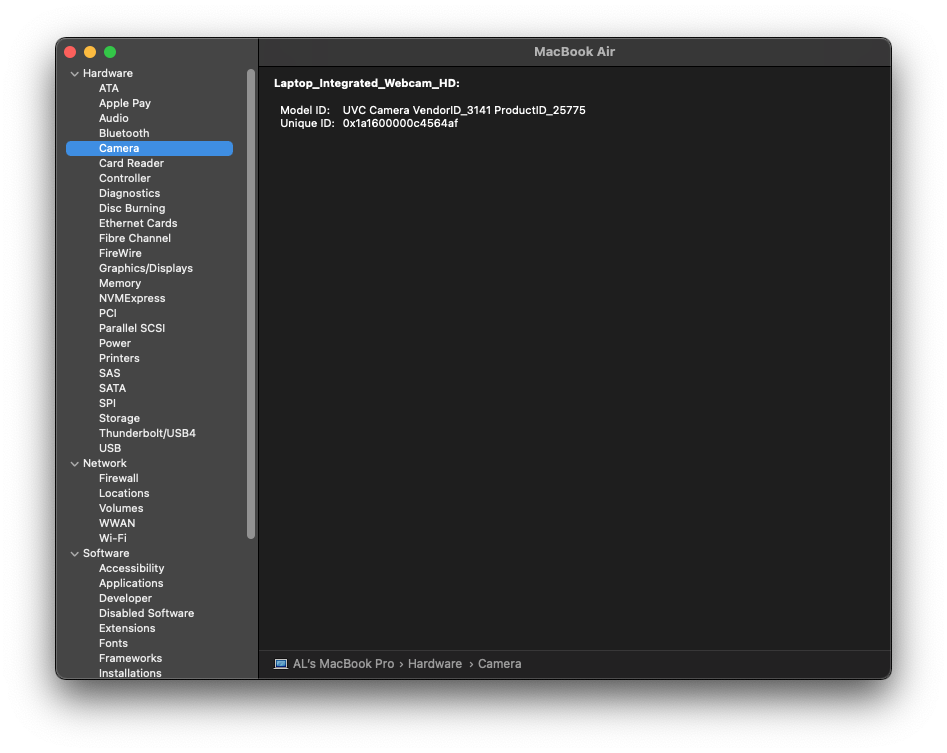 MacBook Air
Hardware
ATA
Apple Pay
Audio
Bluetooth
Camera
Card Reader
Controller
Diagnostics
Disc Burning
Ethernet Cards
Fibre Channel
FireWire
Graphics/Displays
Memory
NVMExpress
PCI
Parallel SCSI
Power
Printers
SAS
SATA
SPI
Storage
Thunderbolt/USB4
USB
Network
Firewall
Locations
Volumes
WWAN
Wi-Fi
Software
Accessibility
Applications
Developer
Disabled Software
Extensions
Fonts
Frameworks
Installations
Laptop_Integrated_Webcam_HD:
Model ID: UVC Camera VendorID_3141 ProductID_25775
Unique ID: 0x1a1600000c4564af
AL’s MacBook Pro › Hardware › Camera